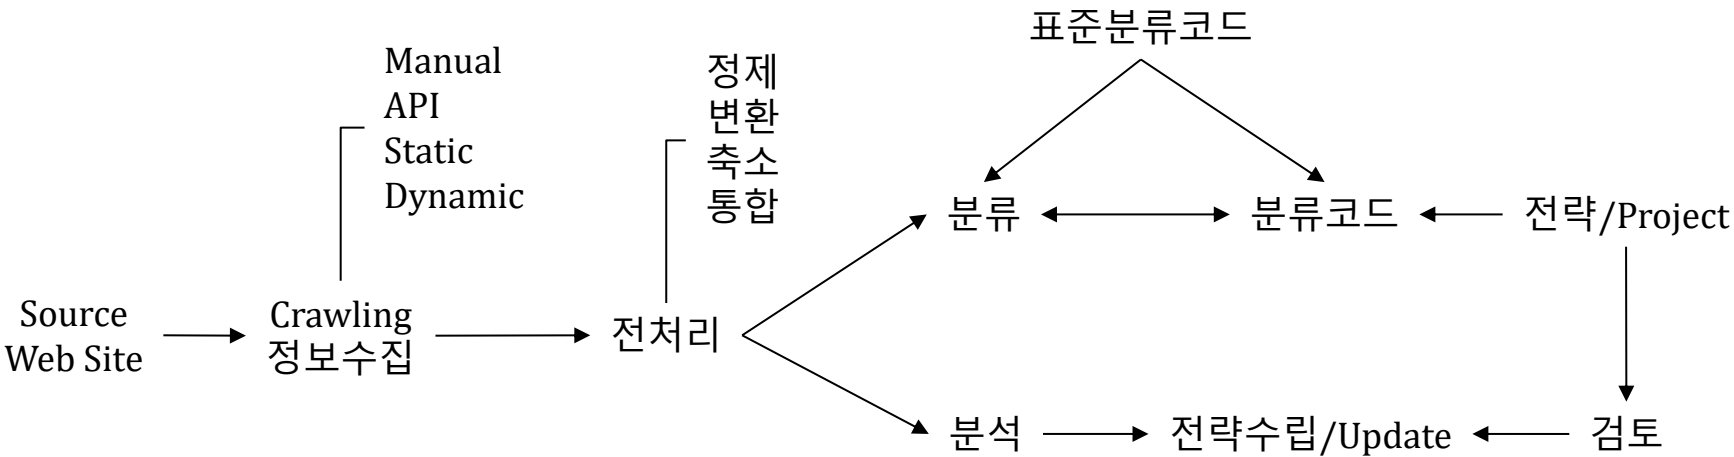 표준분류코드
Manual
API
Static
Dynamic
정제
변환
축소
통합
분류
분류코드
전략/Project
Source
Web Site
Crawling
정보수집
전처리
분석
전략수립/Update
검토